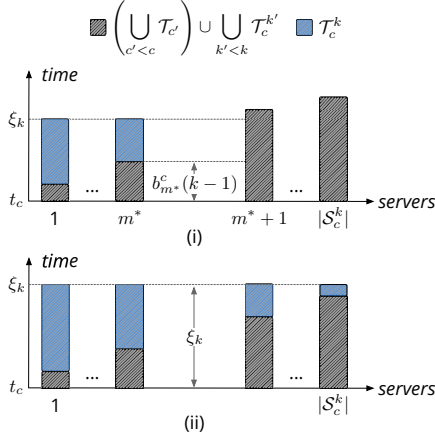 (⋃_{c'<c} 𝒯_{c'}) ∪ ⋃_{k'<k} 𝒯_c^{k'} 𝒯_c^k
time
ξ_k
b_{m*}^c(k − 1)
t_c
servers
1 ... m* m* + 1 ... |𝒮_c^k|
(i)
time
ξ_k
ξ_k
t_c
... ...
servers
1 |𝒮_c^k|
(ii)